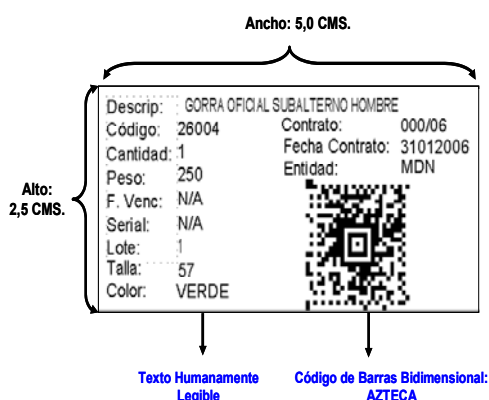 Ancho: 5,0 CMS.
Descrip: GORRA OFICIAL SUBALTERNO HOMBRE
Código: 26004 Contrato: 000/06
Cantidad: 1 Fecha Contrato: 31012006
Peso: 250 Entidad: MDN
F. Venc: N/A
Alto:
2,5 CMS.
Serial: N/A
Lote: 1
Talla: 57
Color: VERDE
Texto Humanamente
Legible
Código de Barras Bidimensional:
AZTECA